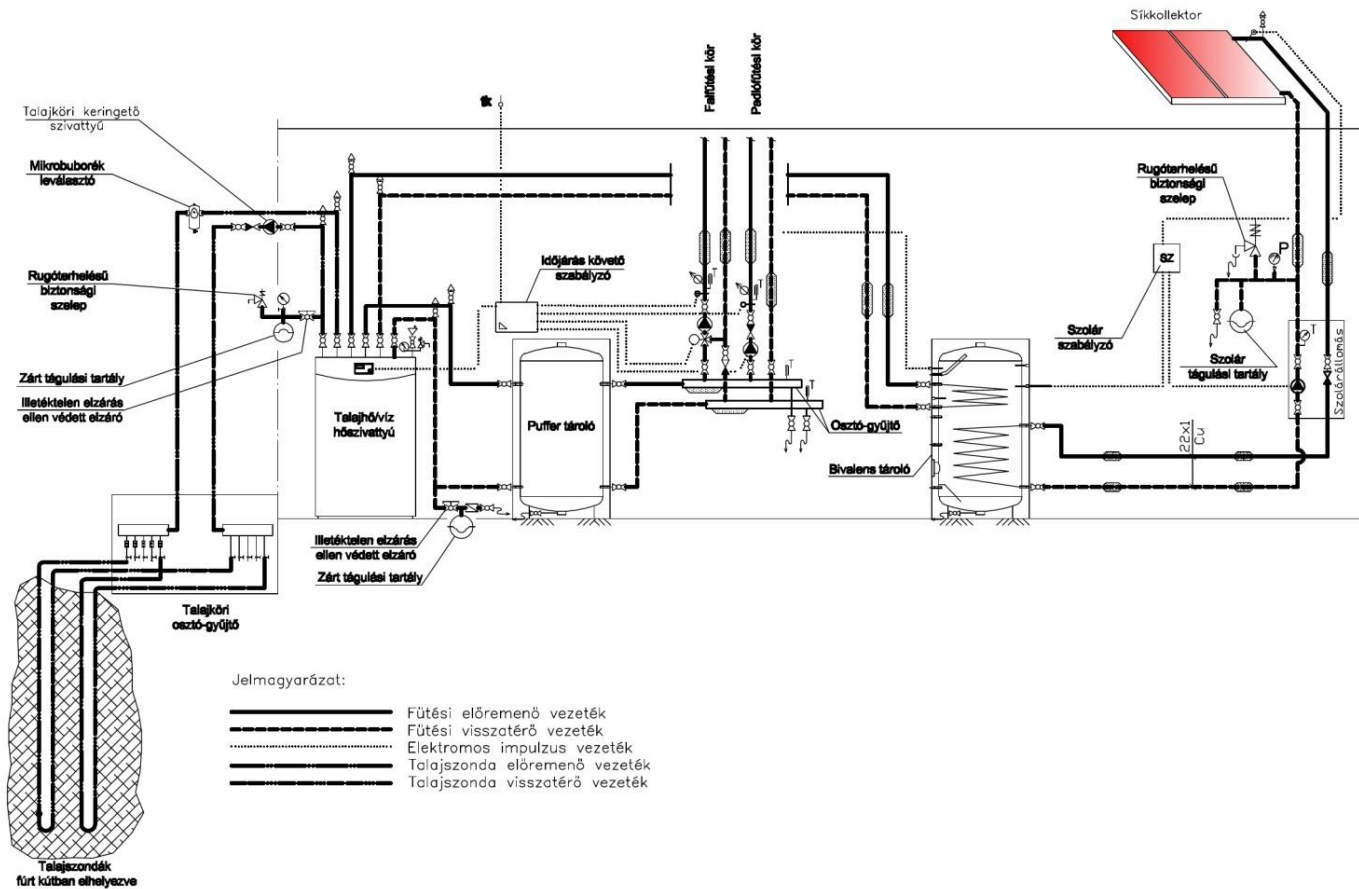 Síkkollektor
Falfűtési kör
Padlófűtési kör
tk
Talajköri keringető
szivattyú
Mikrobuborék
leválasztó
Rugóterhelésű
biztonsági
szelep
Zárt tágulási tartály
Illetéktelen elzárás
ellen védett elzáró
Talajhő/víz
hőszivattyú
Időjárás követő
szabályzó
Puffer tároló
T
T
T
T
Osztó-gyűjtő
Bivalens tároló
Rugóterhelésű
biztonsági
szelep
P
SZ
Szolár
szabályzó
Szolár
tágulási tartály
T
Szolárállomás
22x1
Cu
Illetéktelen elzárás
ellen védett elzáró
Zárt tágulási tartály
Talajköri
osztó-gyűjtő
Talajszondák
fúrt kútban elhelyezve
Jelmagyarázat:
Fütési előremenő vezeték
Fütési visszatérő vezeték
Elektromos impulzus vezeték
Talajszonda előremenő vezeték
Talajszonda visszatérő vezeték